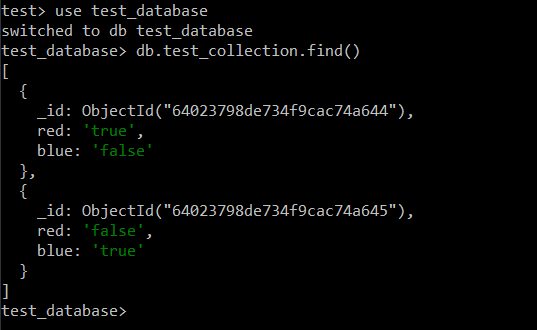 test> use test_database
switched to db test_database
test_database> db.test_collection.find()
[
  {
    _id: ObjectId("64023798de734f9cac74a644"),
    red: 'true',
    blue: 'false'
  },
  {
    _id: ObjectId("64023798de734f9cac74a645"),
    red: 'false',
    blue: 'true'
  }
]
test_database>